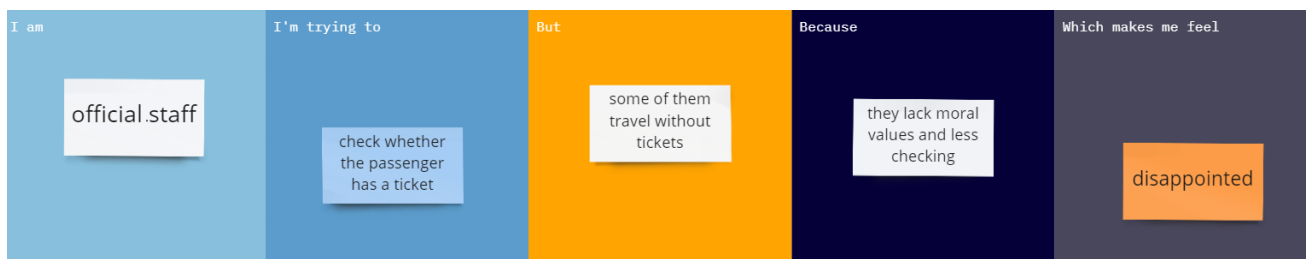 I am
official.staff
I'm trying to
check whether
the passenger
has a ticket
But
some of them
travel without
tickets
Because
they lack moral
values and less
checking
Which makes me feel
disappointed